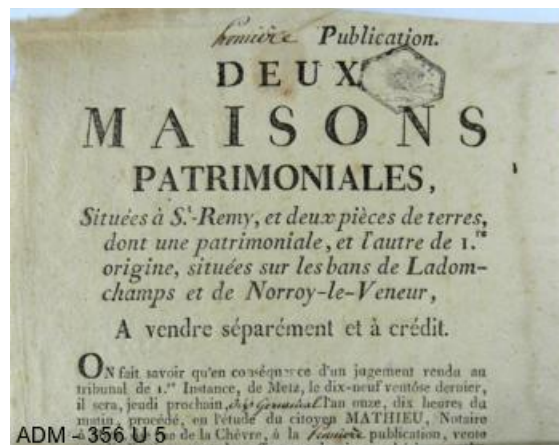 Première Publication.
DEUX
MAISONS
PATRIMONIALES,
Situées à S.t-Remy, et deux pièces de terres,
dont une patrimoniale, et l'autre de 1.re
origine, situées sur les bans de Ladom-
champs et de Norroy-le-Veneur,
A vendre séparément et à crédit.
ON fait savoir qu'en conséquence d'un jugement rendu au
tribunal de 1.re Instance, de Metz, le dix-neuf ventôse dernier,
il sera, jeudi prochain, dix Germinal l'an onze, dix heures du
matin, procédé, en l'étude du citoyen MATHIEU, Notaire
de la Chèvre, à la première publication, vente
ADM - 356 U 5